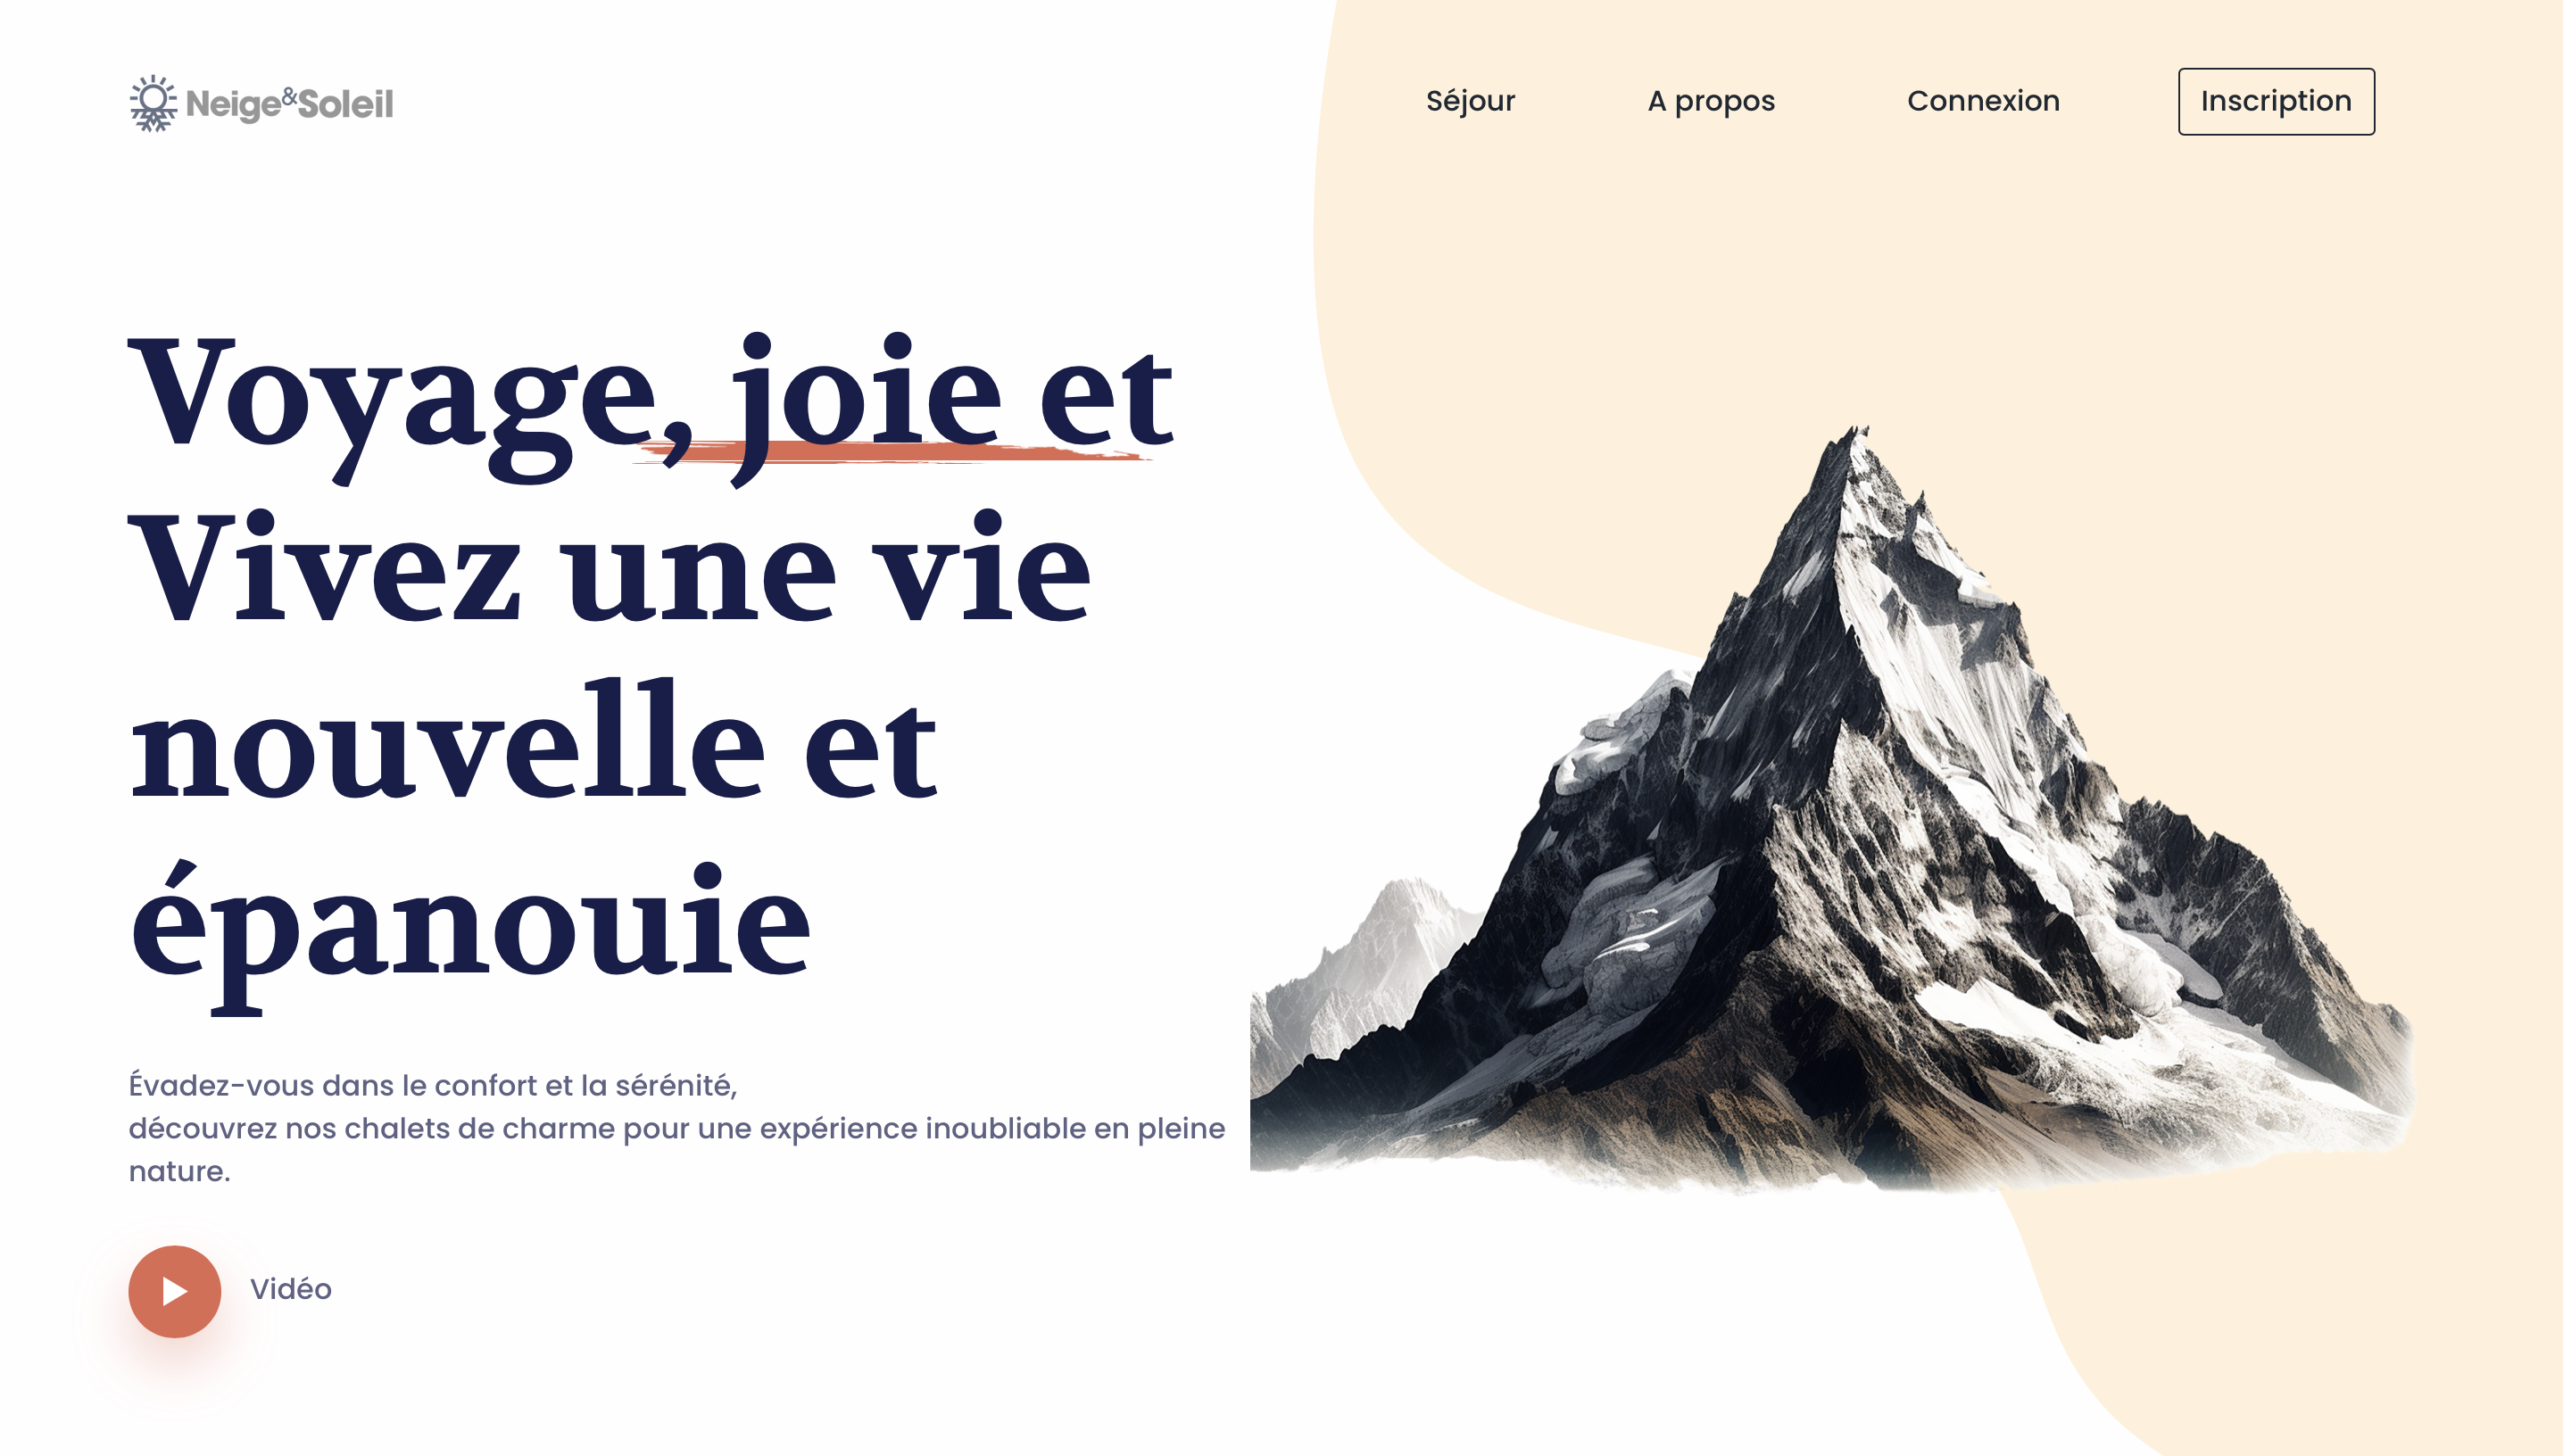 Neige&Soleil
Séjour
A propos
Connexion
Inscription
Voyage, joie et
Vivez une vie
nouvelle et
épanouie
Évadez-vous dans le confort et la sérénité,
découvrez nos chalets de charme pour une expérience inoubliable en pleine
nature.
Vidéo